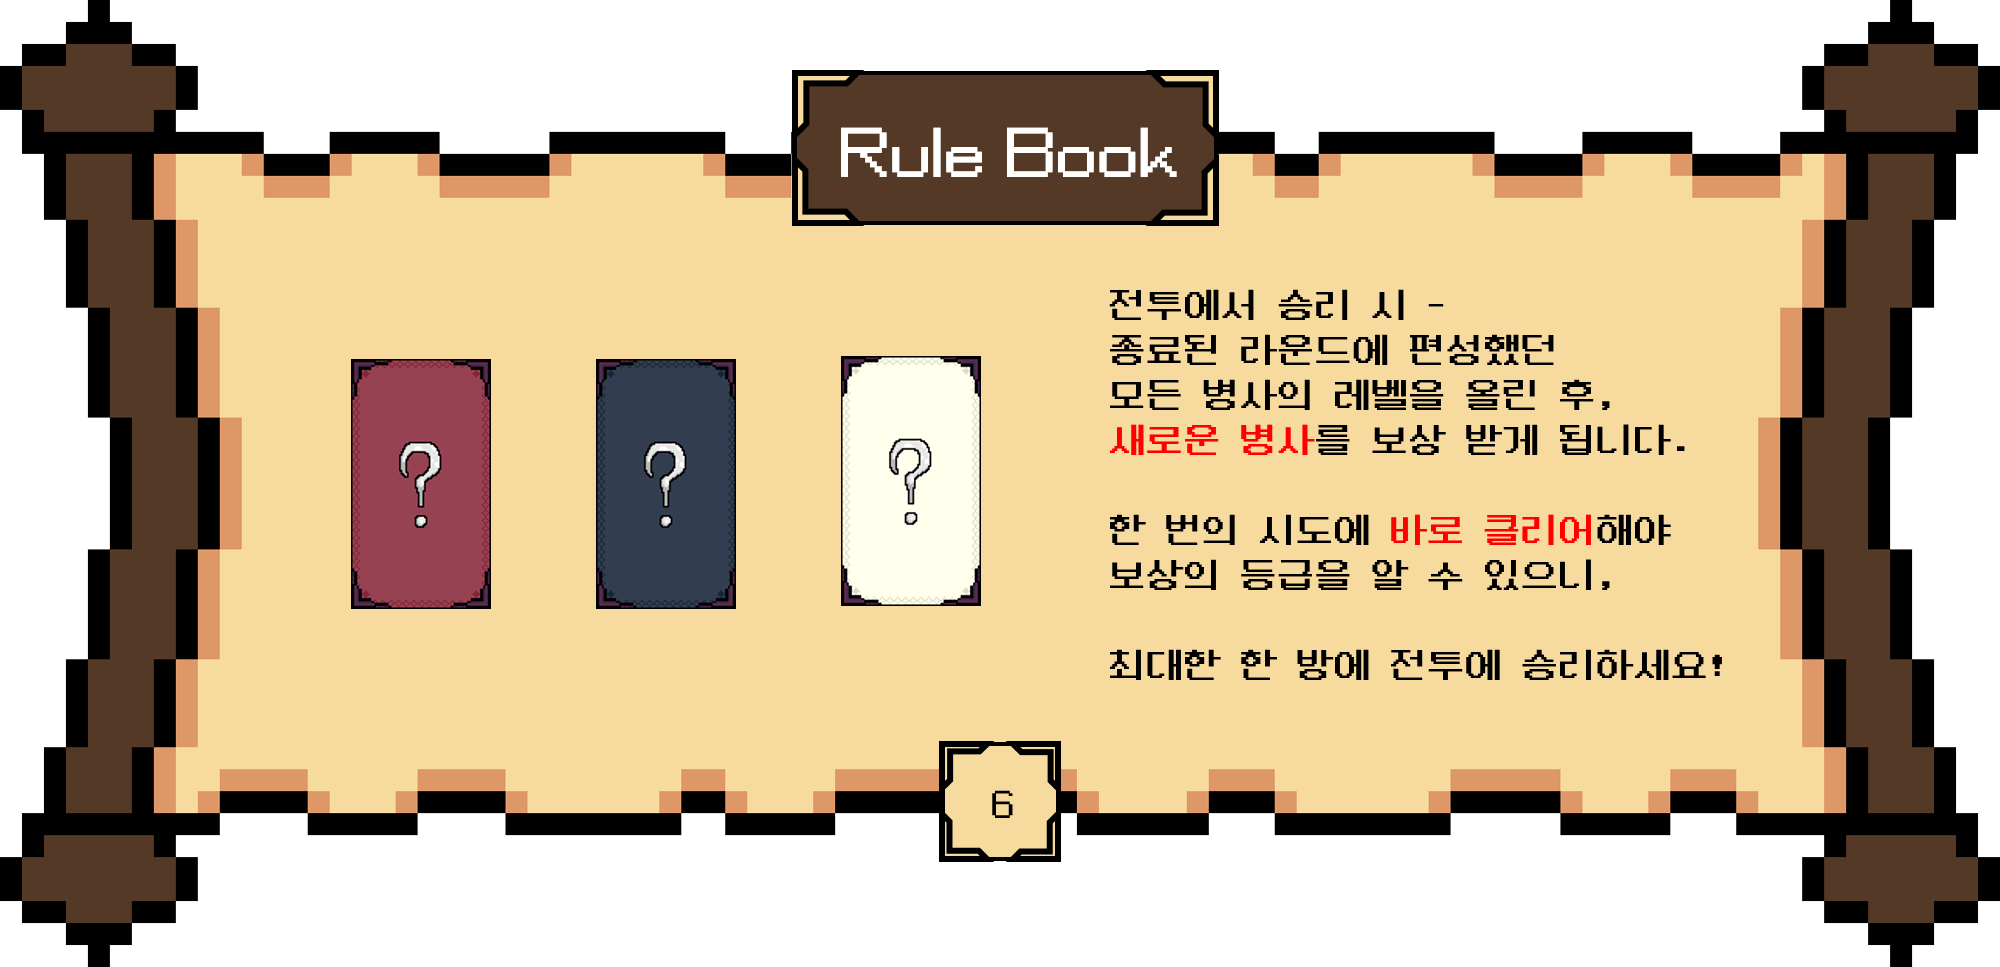 Rule Book
전투에서 승리 시 -
종료된 라운드에 편성했던
모든 병사의 레벨을 올린 후,
새로운 병사를 보상 받게 됩니다.
한 번의 시도에 바로 클리어해야
보상의 등급을 알 수 있으니,
최대한 한 방에 전투에 승리하세요!
?
?
?
6